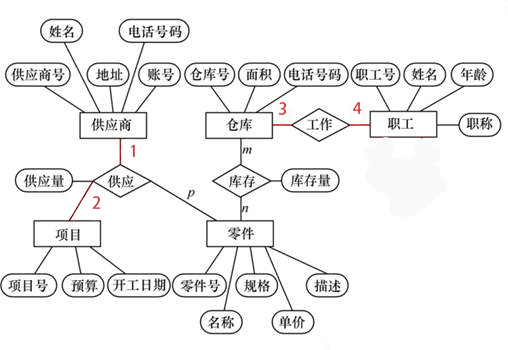 姓名
电话号码
供应商号
地址
账号
仓库号
面积
电话号码
职工号
姓名
年龄
供应商
1
仓库
3
工作
4
职工
职称
m
供应量
2
供应
p
库存
库存量
n
项目
零件
项目号
预算
开工日期
零件号
规格
描述
名称
单价